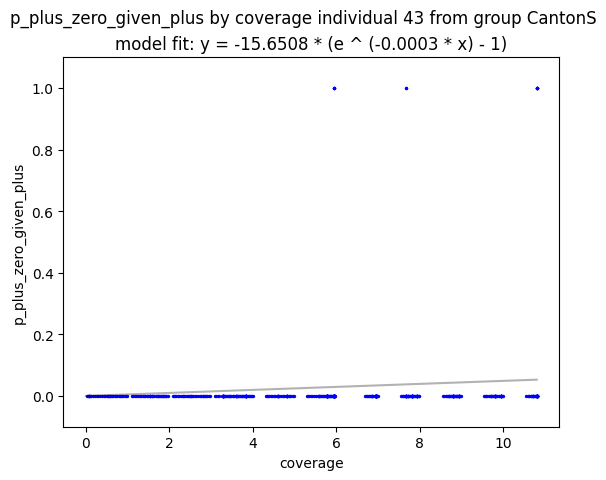 p_plus_zero_given_plus by coverage individual 43 from group CantonS
model fit: y = -15.6508 * (e ^ (-0.0003 * x) - 1)
1.0
0.8
0.6
0.4
0.2
0.0
p_plus_zero_given_plus
0 2 4 6 8 10
coverage